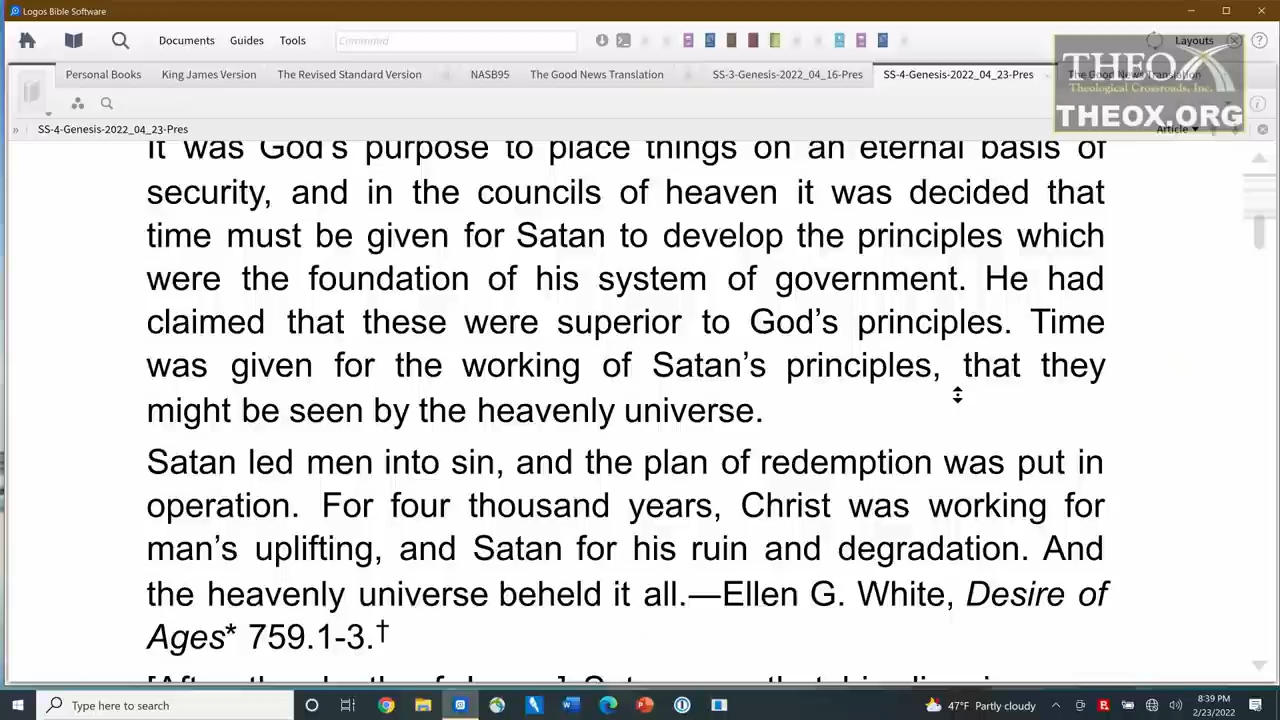 Logos Bible Software
Documents Guides Tools Command Layouts
Personal Books King James Version The Revised Standard Version NASB95 The Good News Translation SS-3-Genesis-2022_04_16-Pres SS-4-Genesis-2022_04_23-Pres The Good News Translation
THEOX
Theological Crossroads, Inc.
THEOX.ORG
SS-4-Genesis-2022_04_23-Pres Article
It was God's purpose to place things on an eternal basis of
security, and in the councils of heaven it was decided that
time must be given for Satan to develop the principles which
were the foundation of his system of government. He had
claimed that these were superior to God’s principles. Time
was given for the working of Satan’s principles, that they
might be seen by the heavenly universe.
Satan led men into sin, and the plan of redemption was put in
operation. For four thousand years, Christ was working for
man’s uplifting, and Satan for his ruin and degradation. And
the heavenly universe beheld it all.—Ellen G. White, Desire of
Ages* 759.1-3.†
Type here to search
47°F Partly cloudy
8:39 PM
2/23/2022